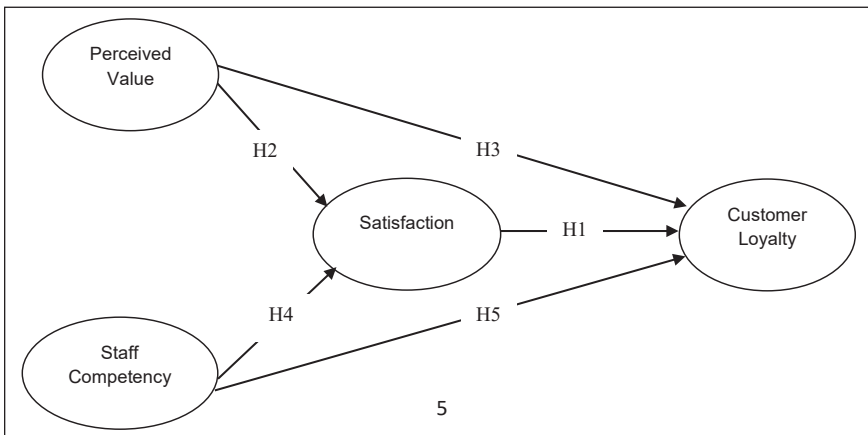 Perceived
Value
H2
H3
Satisfaction
H1
Customer
Loyalty
H4
H5
Staff
Competency
5